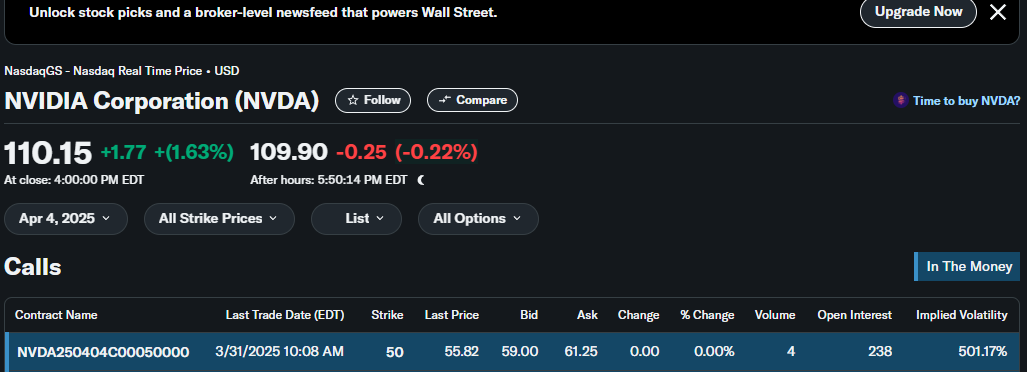 Unlock stock picks and a broker-level newsfeed that powers Wall Street.
Upgrade Now
NasdaqGS - Nasdaq Real Time Price • USD
NVIDIA Corporation (NVDA)
Follow
Compare
Time to buy NVDA?
110.15 +1.77 +(1.63%) 109.90 -0.25 (-0.22%)
At close: 4:00:00 PM EDT After hours: 5:50:14 PM EDT
Apr 4, 2025 All Strike Prices List All Options
Calls
In The Money
Contract Name Last Trade Date (EDT) Strike Last Price Bid Ask Change % Change Volume Open Interest Implied Volatility
NVDA250404C00050000 3/31/2025 10:08 AM 50 55.82 59.00 61.25 0.00 0.00% 4 238 501.17%